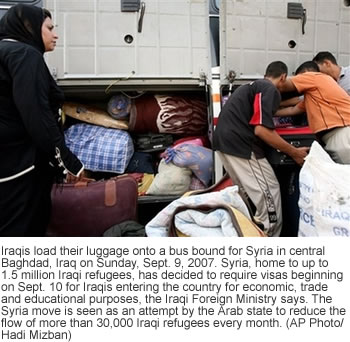 50
UP
OF G
Iraqis load their luggage onto a bus bound for Syria in central
Baghdad, Iraq on Sunday, Sept. 9, 2007. Syria, home to up to
1.5 million Iraqi refugees, has decided to require visas beginning
on Sept. 10 for Iraqis entering the country for economic, trade
and educational purposes, the Iraqi Foreign Ministry says. The
Syria move is seen as an attempt by the Arab state to reduce the
flow of more than 30,000 Iraqi refugees every month. (AP Photo/
Hadi Mizban)